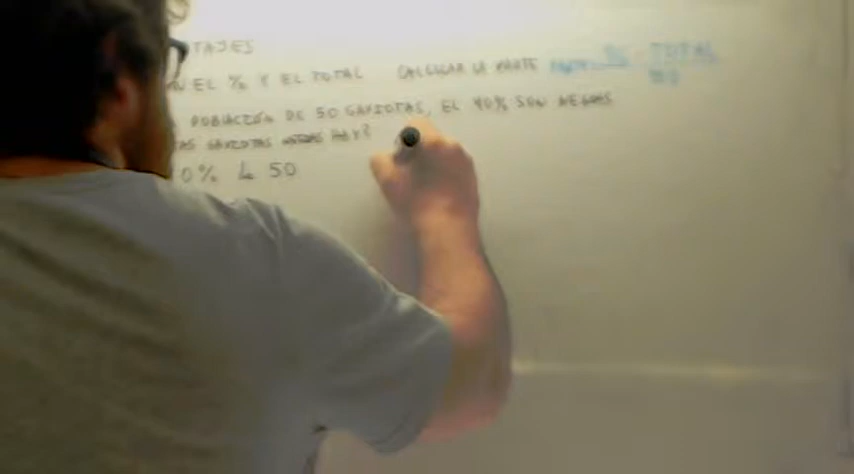 TAJES
EL % Y EL TOTAL CALCULAR LA PARTE % · TOTAL
100
POBLACIÓN DE 50 GAVIOTAS, EL 40% SON NEGRAS
GAVIOTAS HAY?
0% de 50